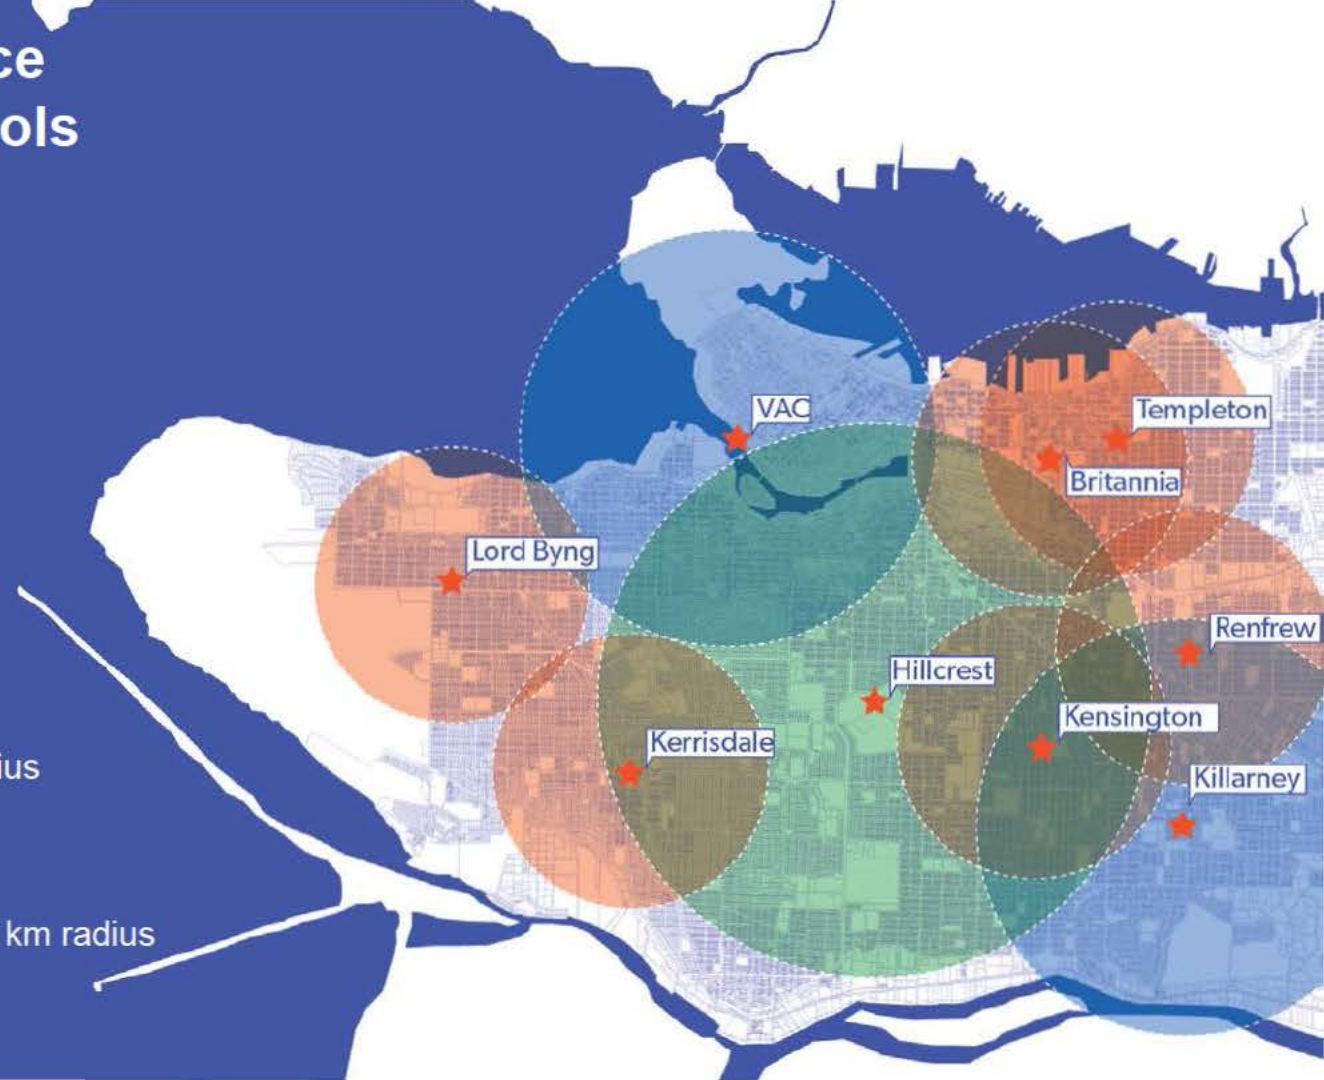 ce
ols
VAC
Templeton
Britannia
Lord Byng
Renfrew
Hillcrest
Kensington
Kerrisdale
Killarney
ius
km radius